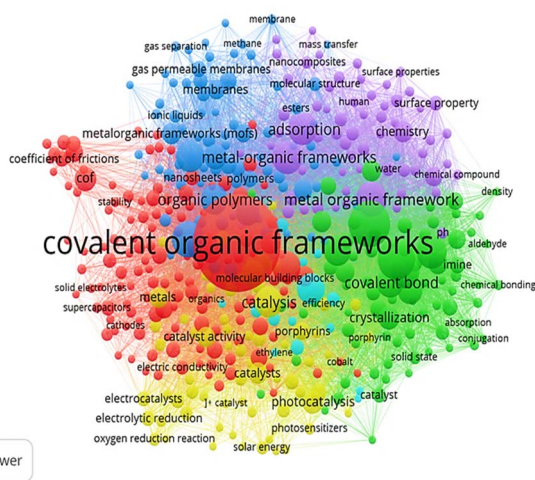 membrane
gas separation
methane
mass transfer
nanocomposites
gas permeable membranes
surface properties
molecular structure
membranes
esters
human
surface property
ionic liquids
metalorganic frameworks (mofs)
adsorption
chemistry
coefficient of frictions
metal-organic frameworks
water
chemical compound
cof
nanosheets
polymers
density
stability
organic polymers
metal organic framework
ph
covalent organic frameworks
aldehyde
imine
molecular building blocks
solid electrolytes
covalent bond
chemical bonding
metals
organics
catalysis
efficiency
supercapacitors
crystallization
absorption
cathodes
catalyst activity
porphyrins
porphyrin
conjugation
ethylene
solid state
electric conductivity
catalysts
cobalt
catalyst
electrocatalysts
]+ catalyst
photocatalysis
electrolytic reduction
photosensitizers
oxygen reduction reaction
solar energy
wer